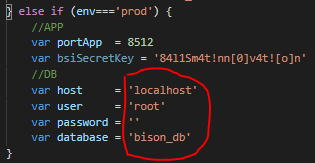 } else if (env==='prod') {
//APP
var portApp = 8512
var bsiSecretKey = '84l1Sm4t!nn[0]v4t![o]n'
//DB
var host = 'localhost'
var user = 'root'
var password = ''
var database = 'bison_db'
}